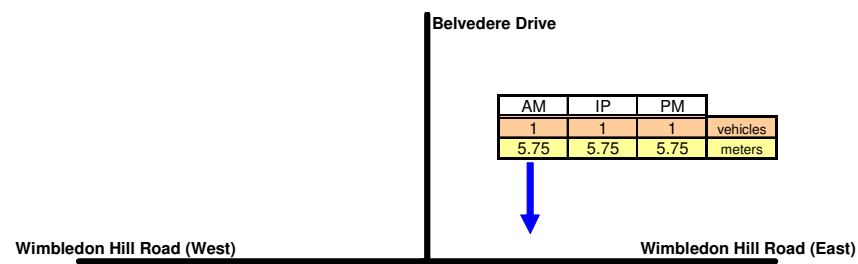 Belvedere Drive
AM IP PM
1 1 1 vehicles
5.75 5.75 5.75 meters
Wimbledon Hill Road (West) Wimbledon Hill Road (East)